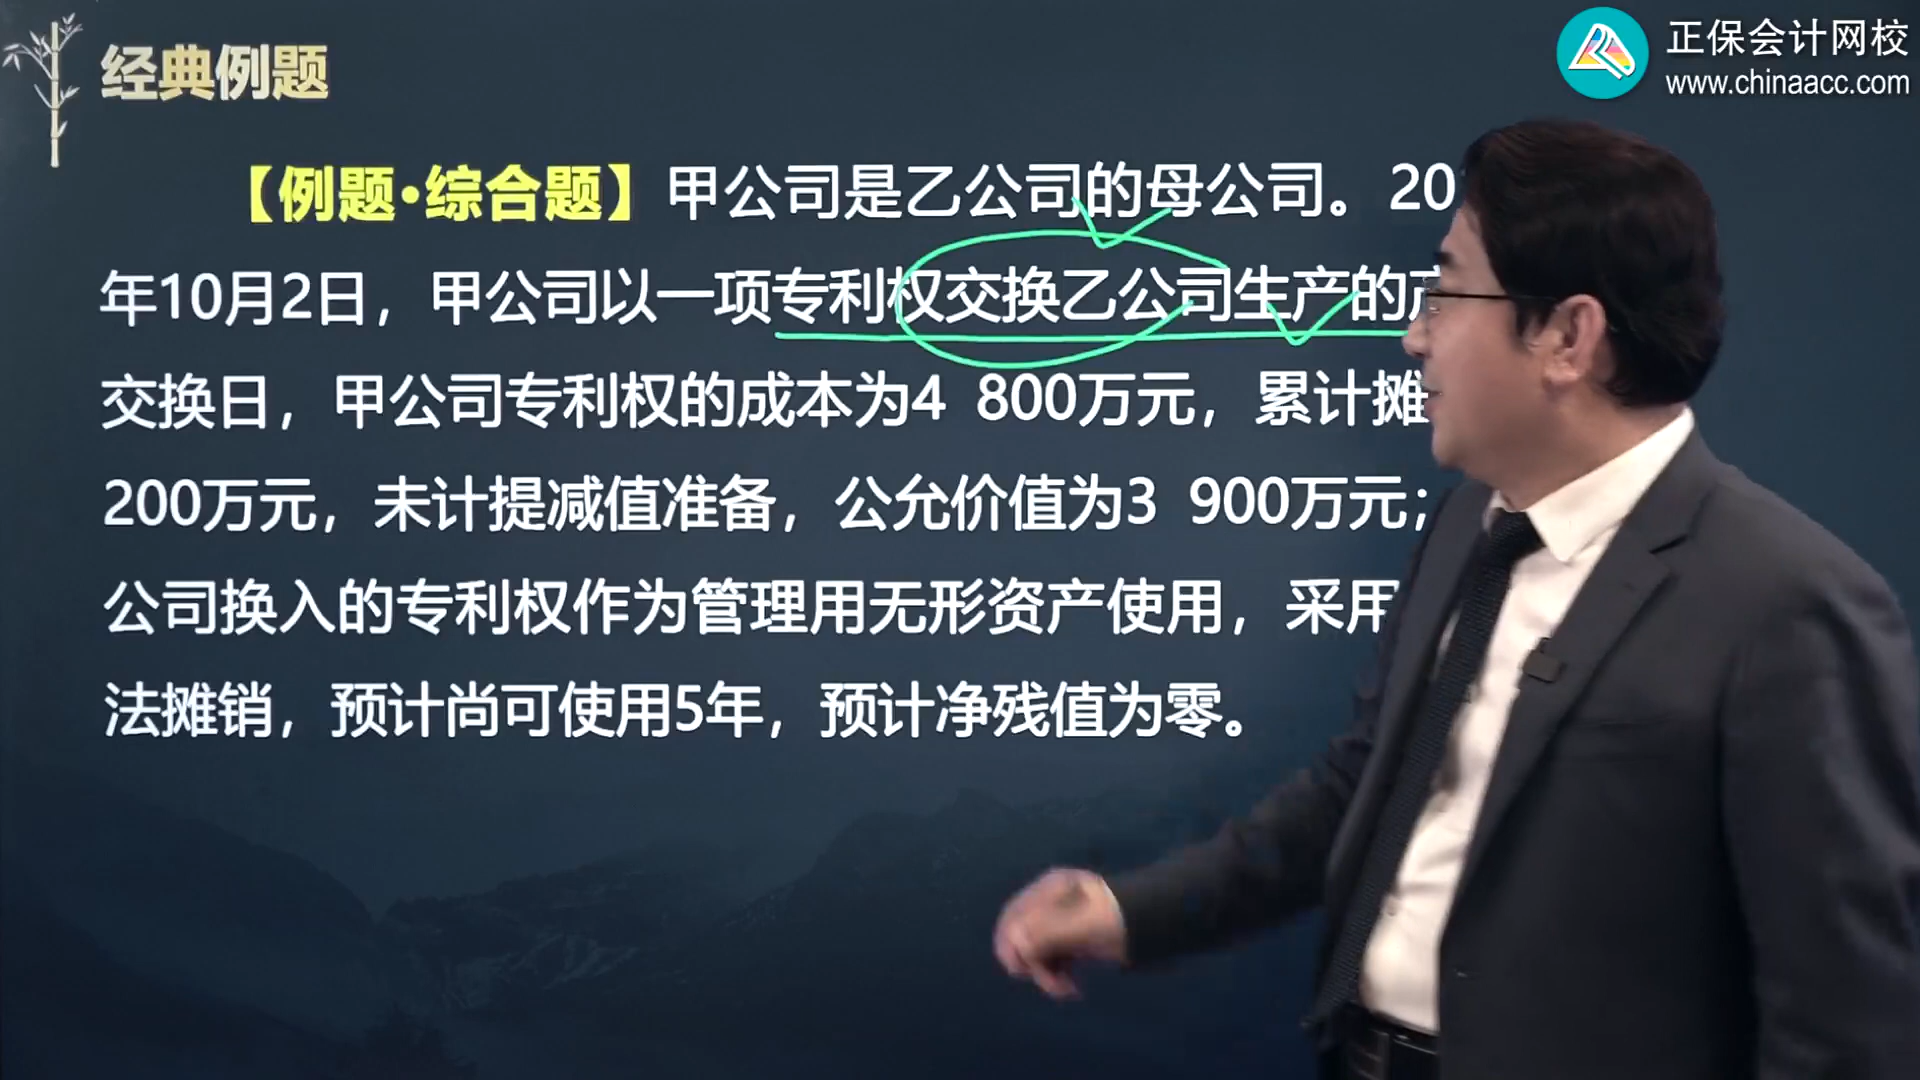 经典例题
正保会计网校
www.chinaacc.com
【例题·综合题】甲公司是乙公司的母公司。20
年10月2日，甲公司以一项专利权交换乙公司生产的
交换日，甲公司专利权的成本为4 800万元，累计摊
200万元，未计提减值准备，公允价值为3 900万元；
公司换入的专利权作为管理用无形资产使用，采用
法摊销，预计尚可使用5年，预计净残值为零。